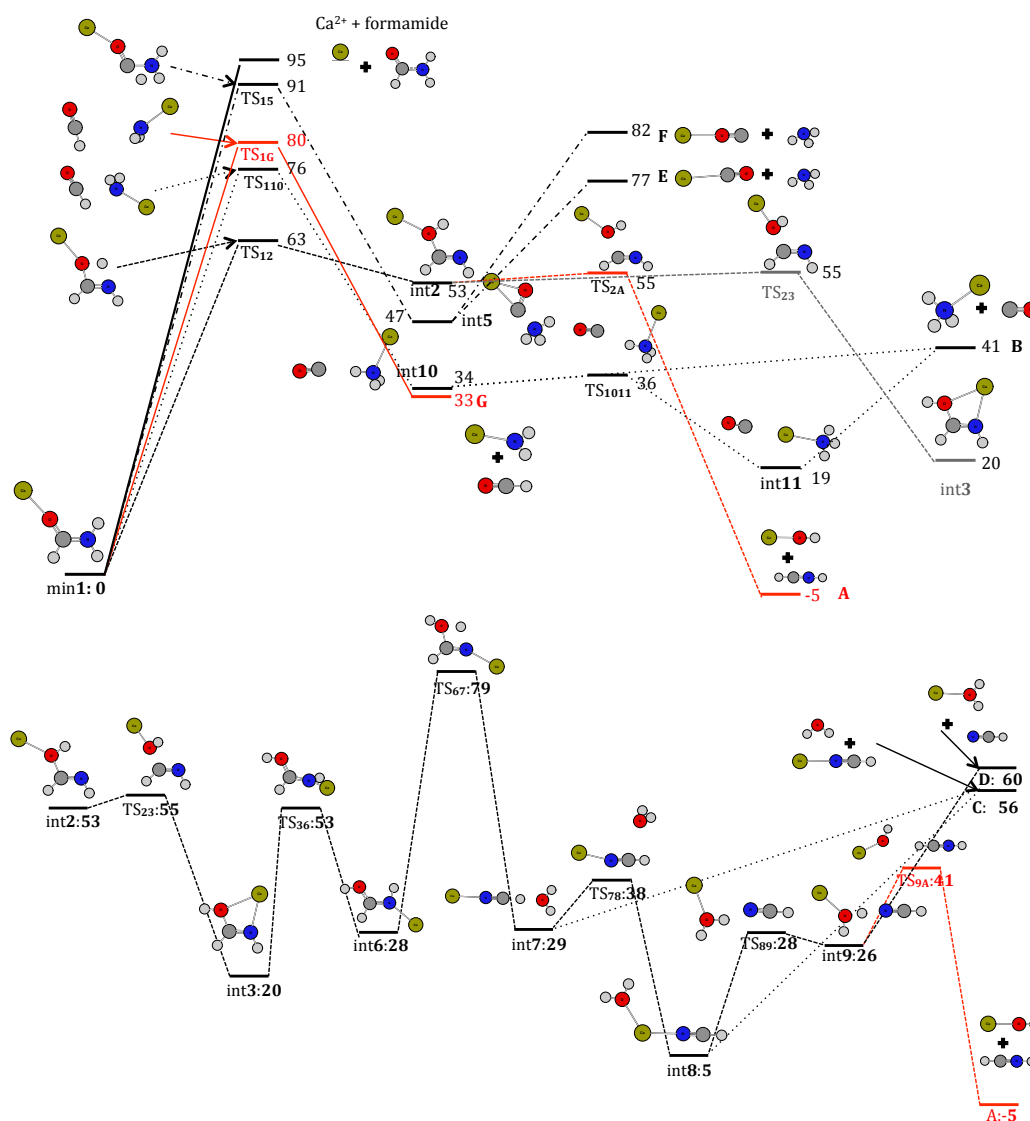 Ca²⁺ + formamide
95
+
91
TS₁₅
82 F
+
80
TS₁G
77 E
+
76
TS₁₁₀
63
TS₁₂
int2 53
55
TS₂A
55
TS₂₃
47
int5
+
int10
34
41 B
36
TS₁₀₁₁
33 G
+
20
int11 19
int3
min1: 0
+
-5 A
TS₆₇:79
+
+
D: 60
int2:53
TS₂₃:55
TS₃₆:53
C: 56
TS₇₈:38
TS₉A:41
int6:28
int7:29
TS₈₉:28
int9:26
int3:20
+
int8:5
A:-5